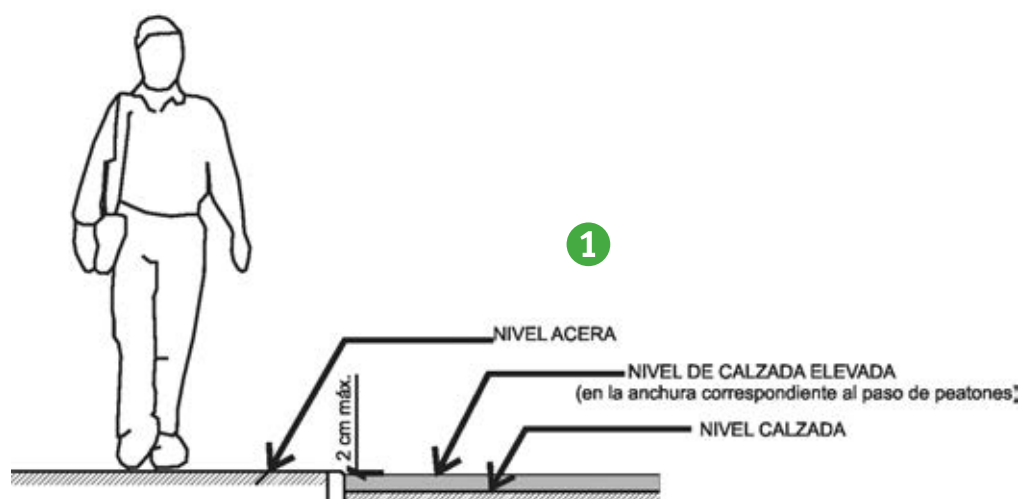 1
NIVEL ACERA
2 cm máx.
NIVEL DE CALZADA ELEVADA
(en la anchura correspondiente al paso de peatones)
NIVEL CALZADA